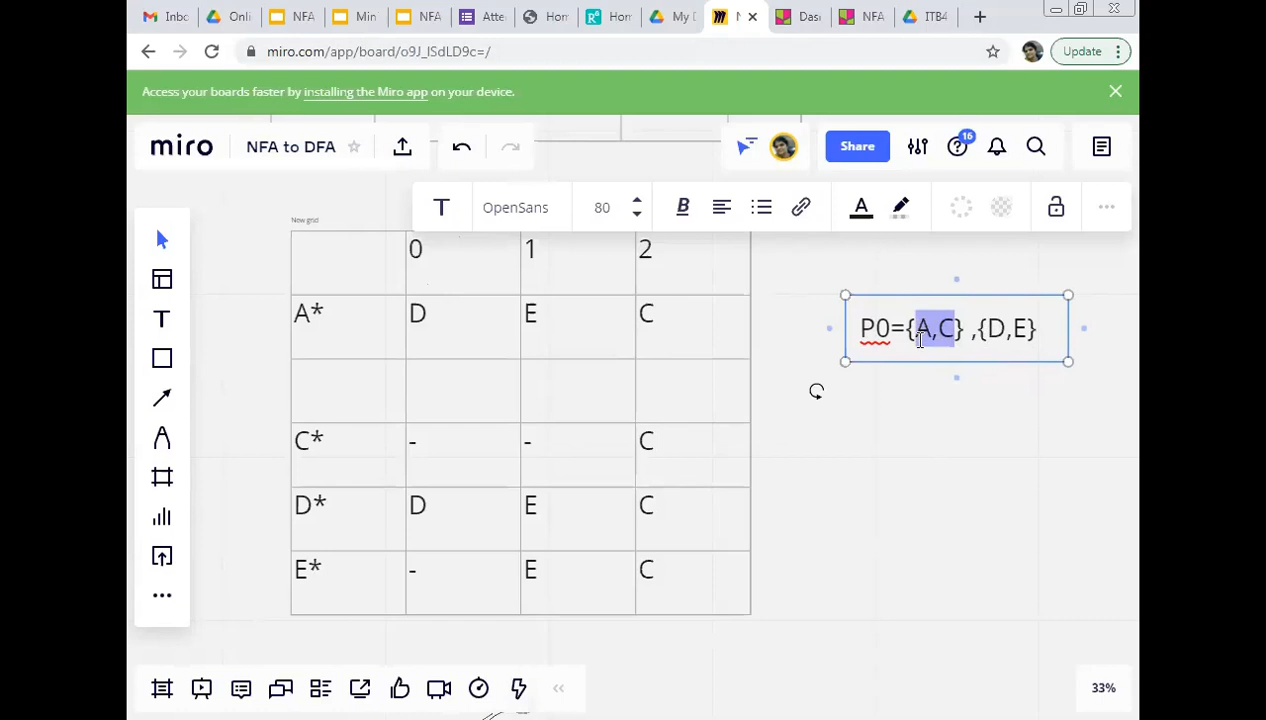 Inbo
Onli
NFA
Min
NFA
Atte
Hom
Hom
My D
Das
NFA
ITB4
miro.com/app/board/o9J_lSdLD9c=/
Update
Access your boards faster by installing the Miro app on your device.
miro
NFA to DFA
Share
16
OpenSans
80
B
A
New grid
0 1 2
A* D E C
C* - - C
D* D E C
E* - E C
P0={A,C} ,{D,E}
33%